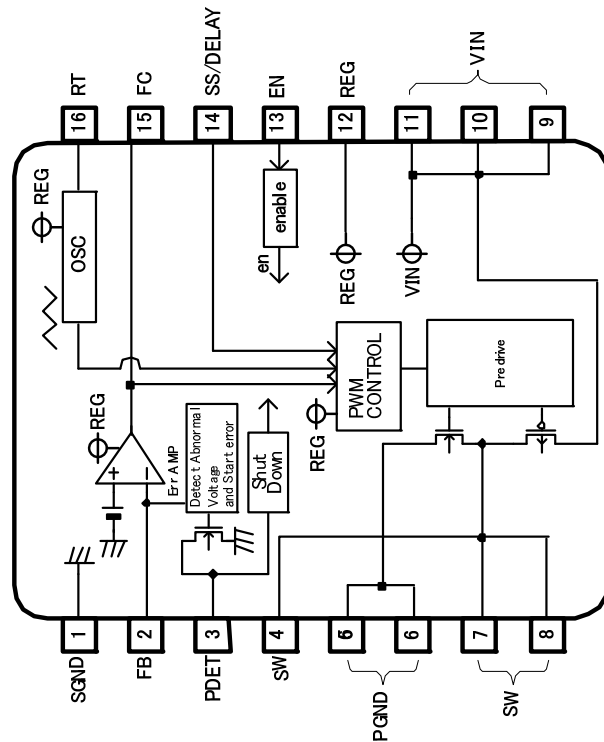 16 RT
15 FC
14 SS/DELAY
13 EN
12 REG
11
10
9
VIN
REG
OSC
enable
en
REG
VIN
REG
PWM
CONTROL
Predrive
REG
+
−
Err AMP
Detect Abnormal
Voltage
and Start error
Shut
Down
1 SGND
2 FB
3 PDET
4 SW
5
6
PGND
7
8
SW